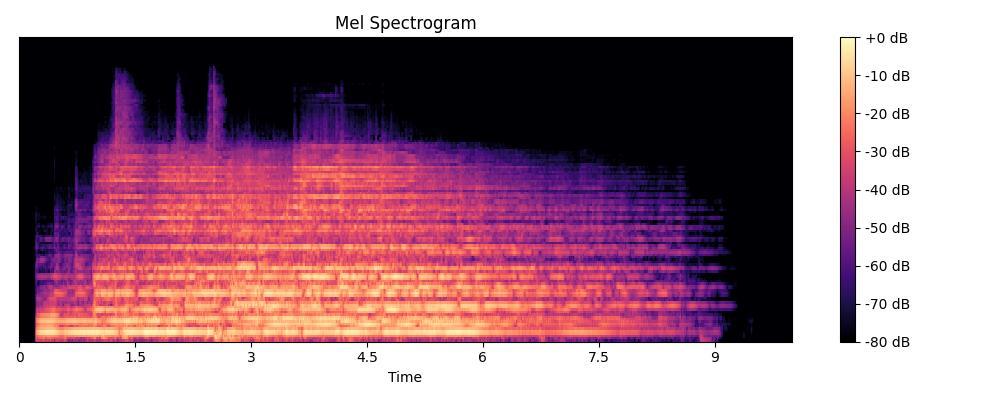 Mel Spectrogram
+0 dB
-10 dB
-20 dB
-30 dB
-40 dB
-50 dB
-60 dB
-70 dB
-80 dB
0 1.5 3 4.5 6 7.5 9
Time